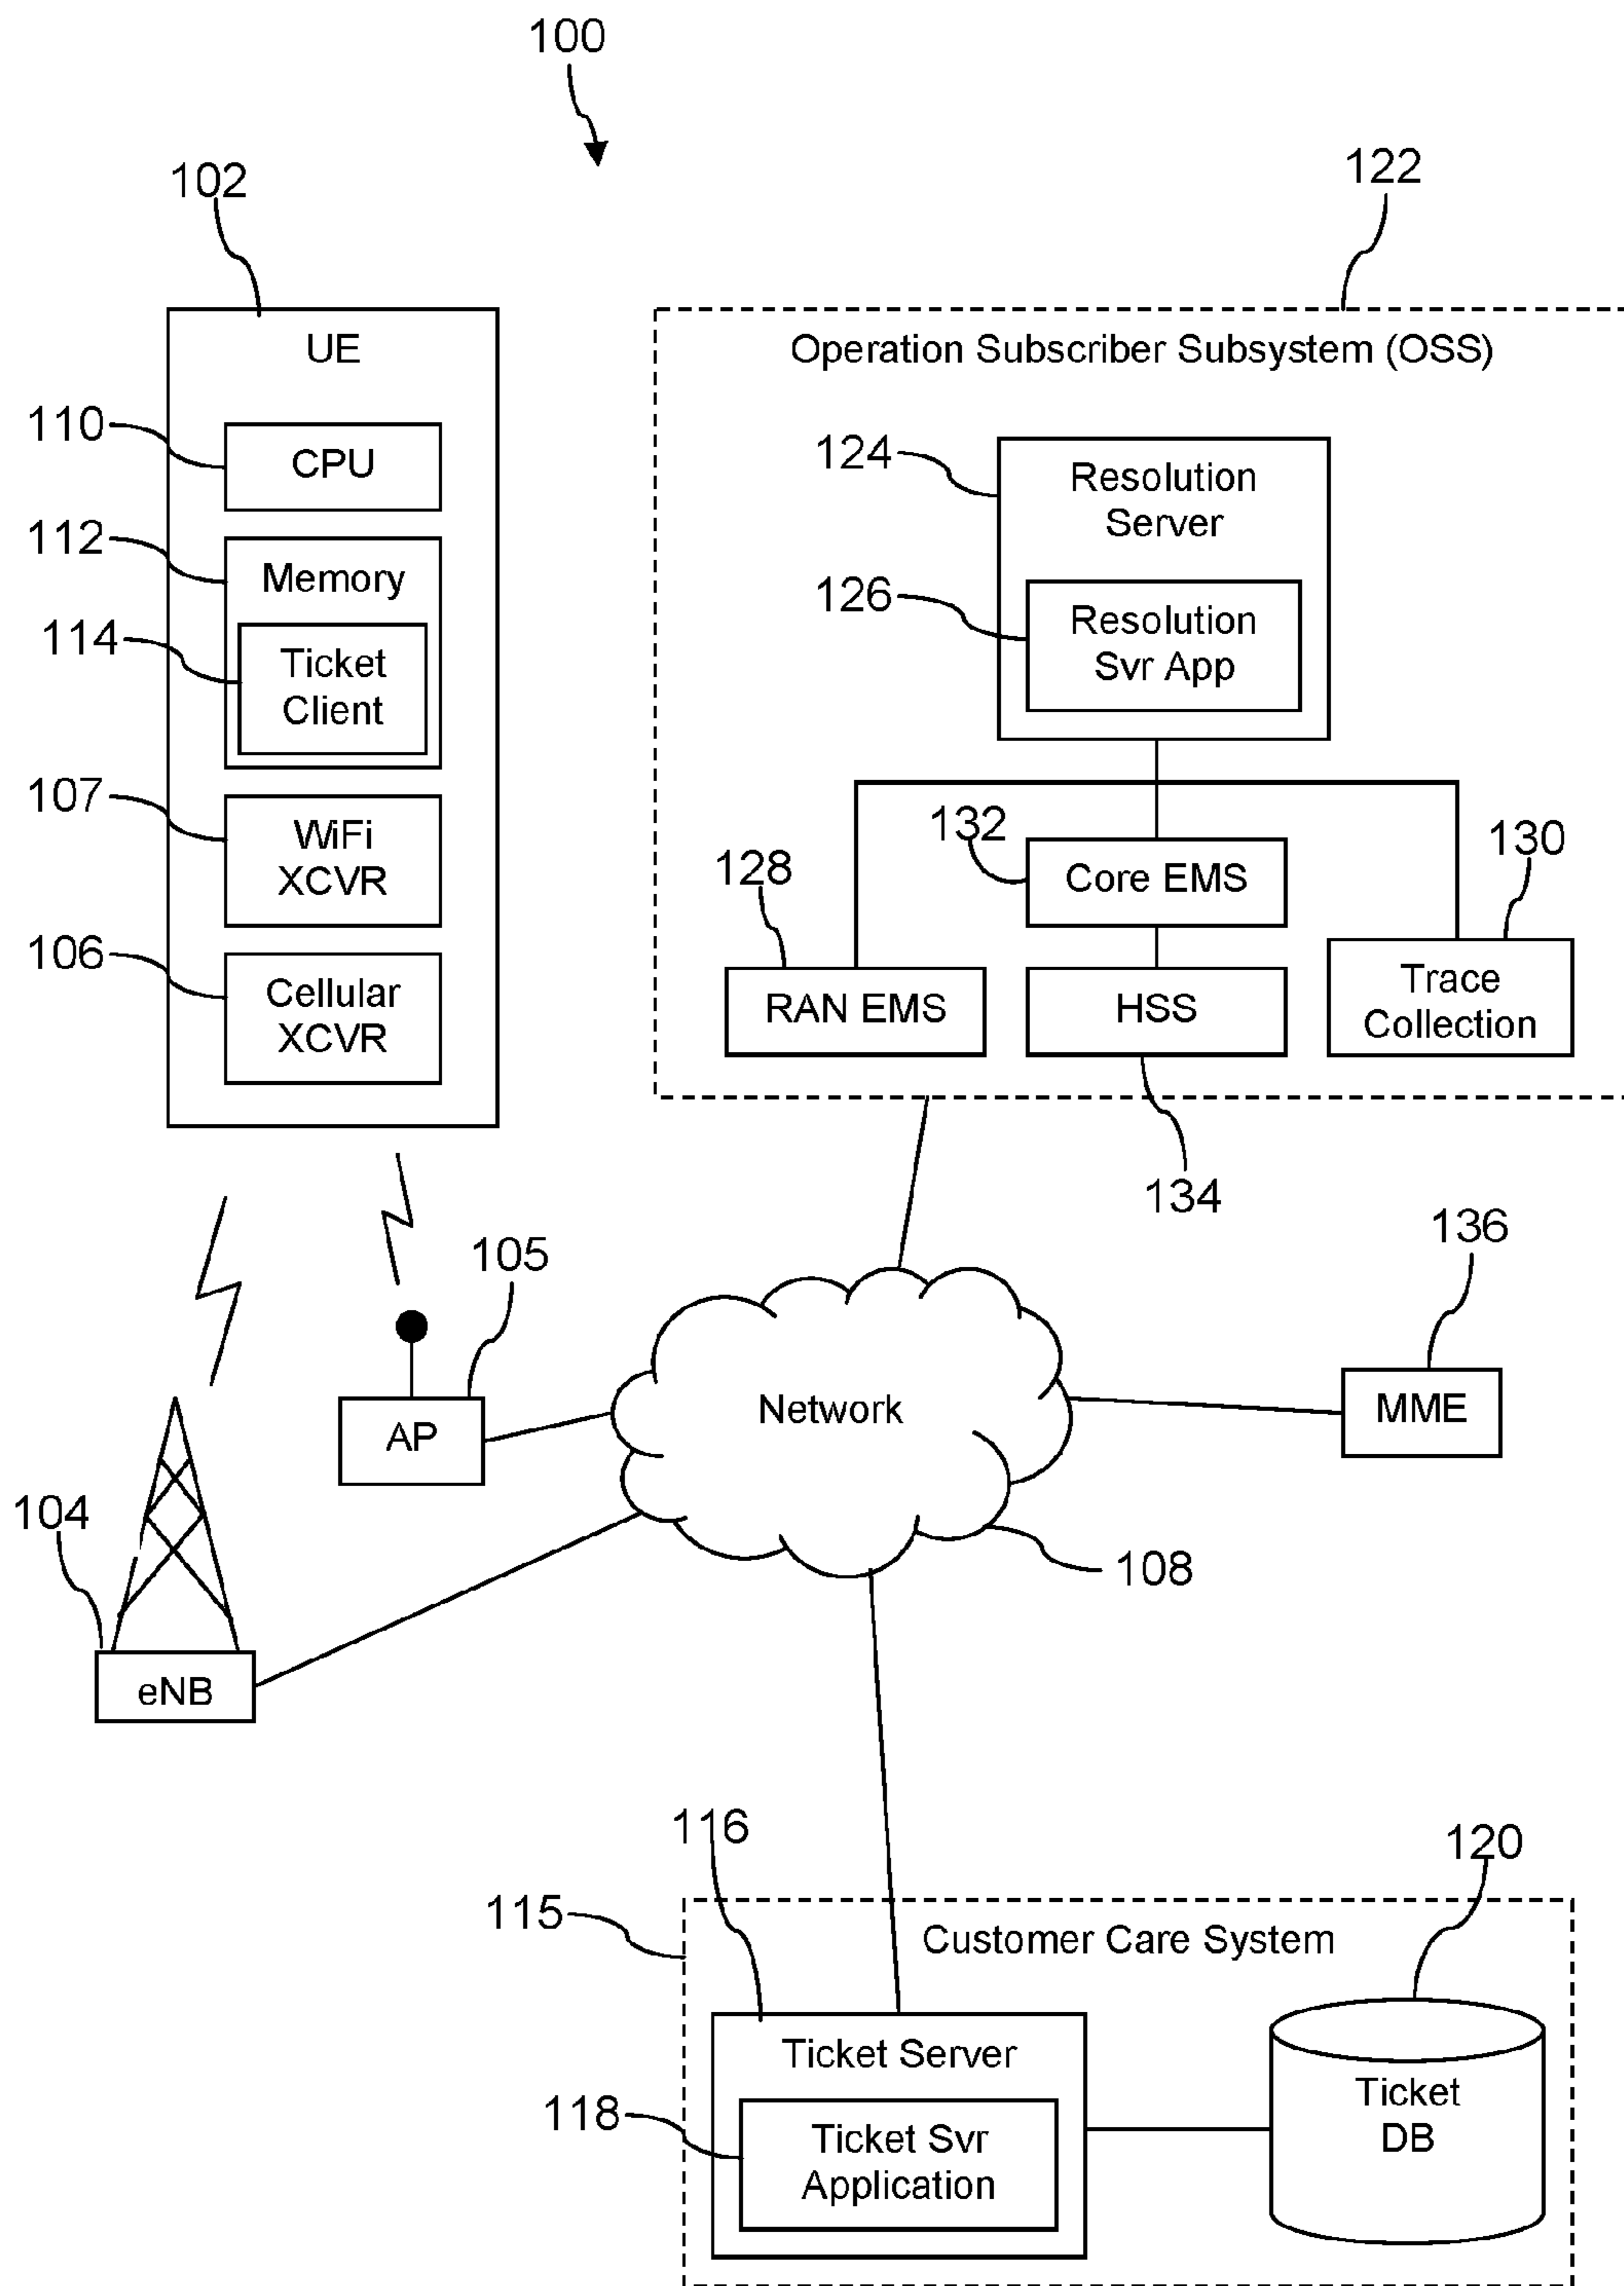 100
102
122
UE
Operation Subscriber Subsystem (OSS)
110
CPU
124
Resolution
Server
112
Memory
126
Resolution
Svr App
114
Ticket
Client
107
WiFi
XCVR
132
Core EMS
130
128
106
Cellular
XCVR
RAN EMS
HSS
Trace
Collection
134
136
105
AP
Network
MME
104
108
eNB
116
120
115
Customer Care System
Ticket Server
118
Ticket Svr
Application
Ticket
DB